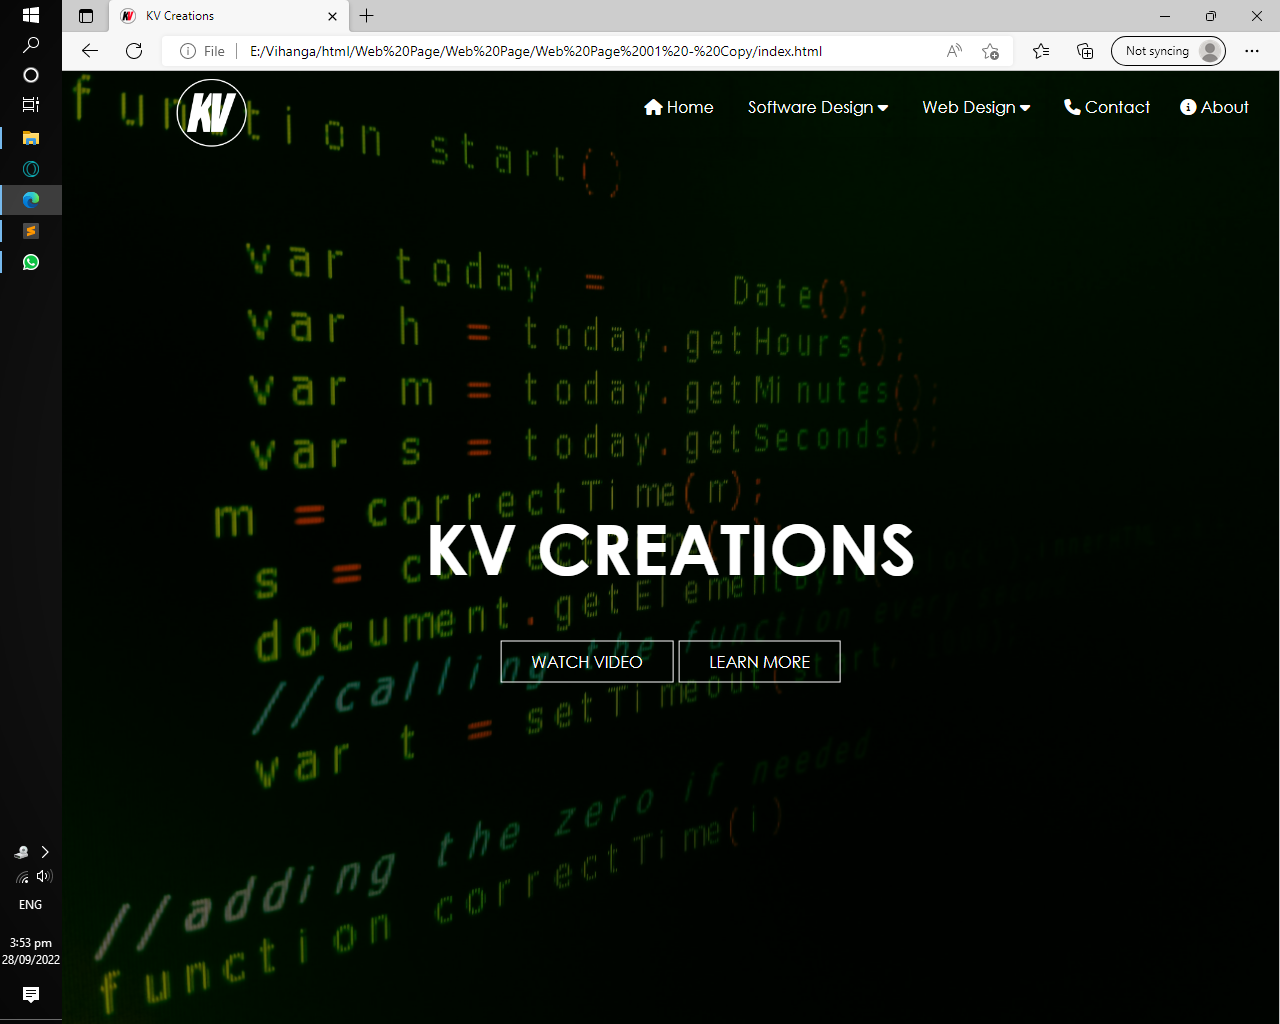 KV Creations
File
E:/Vihanga/html/Web%20Page/Web%20Page/Web%20Page%2001%20-%20Copy/index.html
Not syncing
KV
Home
Software Design
Web Design
Contact
About
function start()
var today = Date();
var h = today.getHours();
var m = today.getMinutes();
var s = today.getSeconds();
m = correctTime(m);
s = correct
KV CREATIONS
document.getElementBy
//calling the function every
WATCH VIDEO
LEARN MORE
var t = setTimeout(start,
//adding the zero if needed
function correctTime(i)
ENG
3:53 pm
28/09/2022